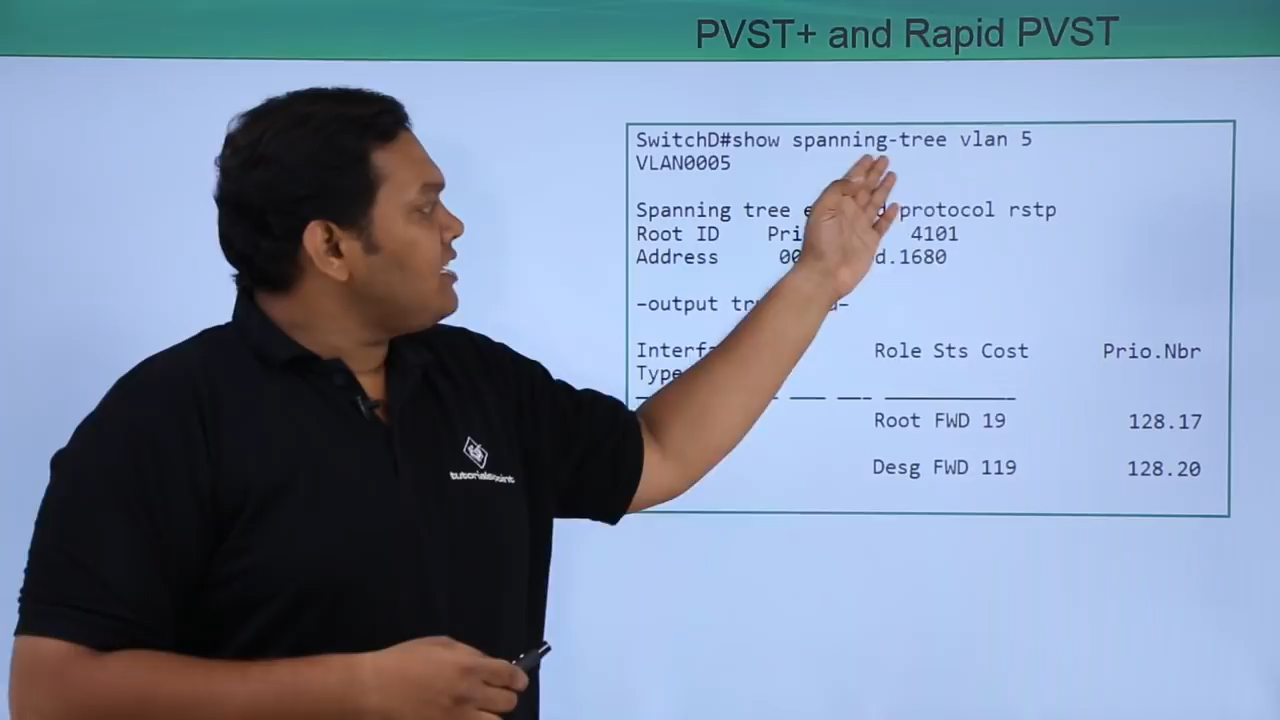 PVST+ and Rapid PVST
SwitchD#show spanning-tree vlan 5
VLAN0005
Spanning tree protocol rstp
Root ID 4101
Address .1680
-output
Role Sts Cost Prio.Nbr
Type
Root FWD 19 128.17
Desg FWD 119 128.20
tutorialspoint